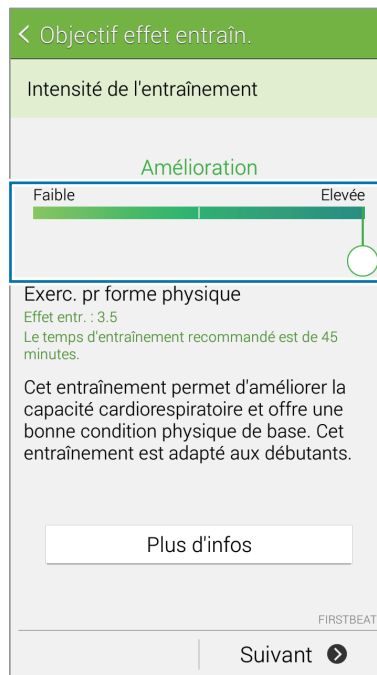 Objectif effet entraîn.
Intensité de l'entraînement
Amélioration
Faible Elevée
Exerc. pr forme physique
Effet entr. : 3.5
Le temps d'entraînement recommandé est de 45
minutes.
Cet entraînement permet d'améliorer la
capacité cardiorespiratoire et offre une
bonne condition physique de base. Cet
entraînement est adapté aux débutants.
Plus d'infos
FIRSTBEAT
Suivant